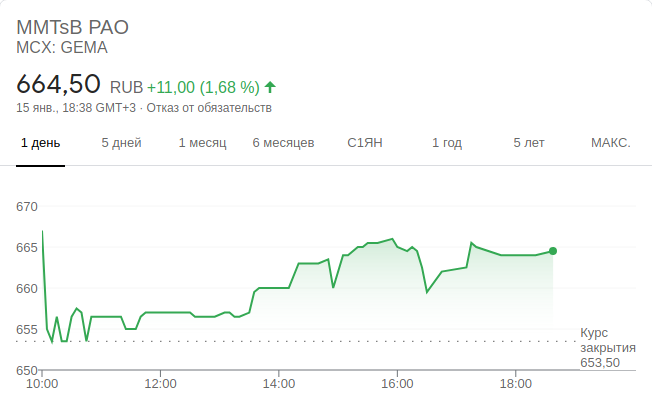 MMTsB PAO
MCX: GEMA
664,50 RUB +11,00 (1,68 %)
15 янв., 18:38 GMT+3 · Отказ от обязательств
1 день 5 дней 1 месяц 6 месяцев С1ЯН 1 год 5 лет МАКС.
670
665
660
655
650
Курс
закрытия
653,50
10:00 12:00 14:00 16:00 18:00